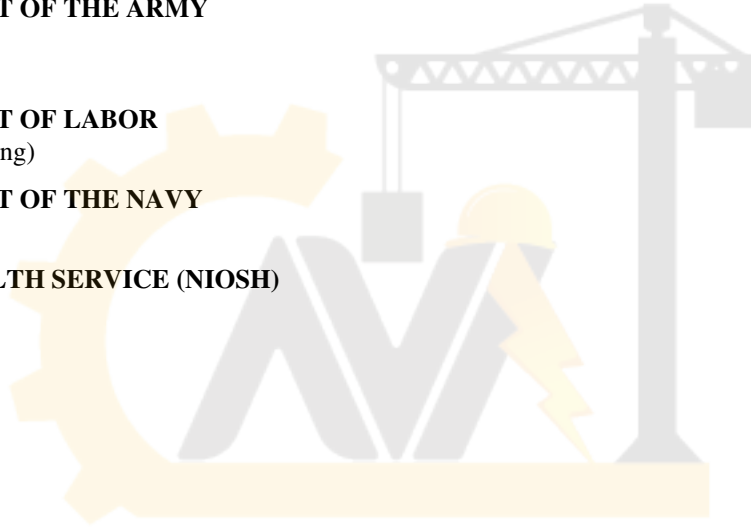 T OF THE ARMY
T OF LABOR
ng)
T OF THE NAVY
LTH SERVICE (NIOSH)